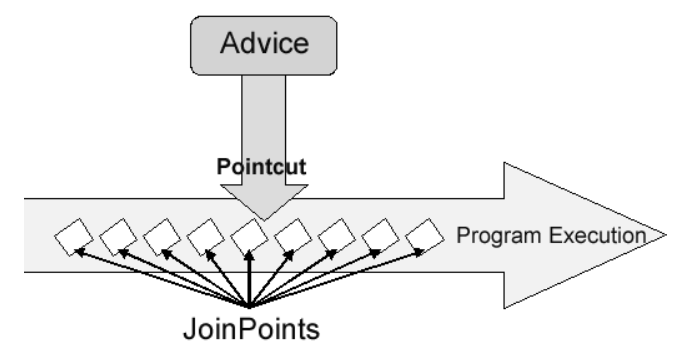 Advice
Pointcut
Program Execution
JoinPoints